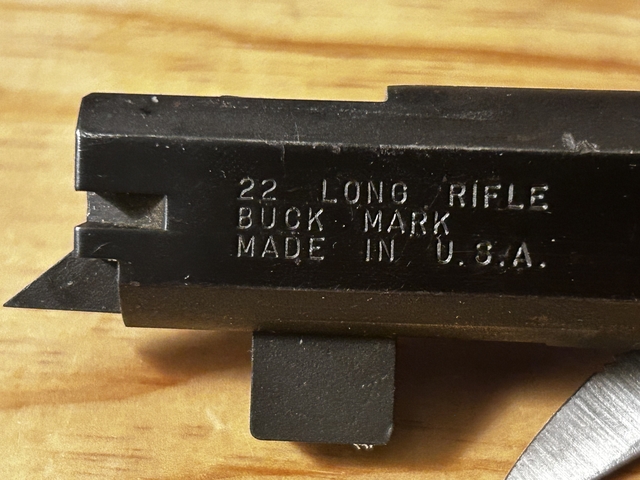 22 LONG RIFLE
BUCK MARK
MADE IN U.S.A.